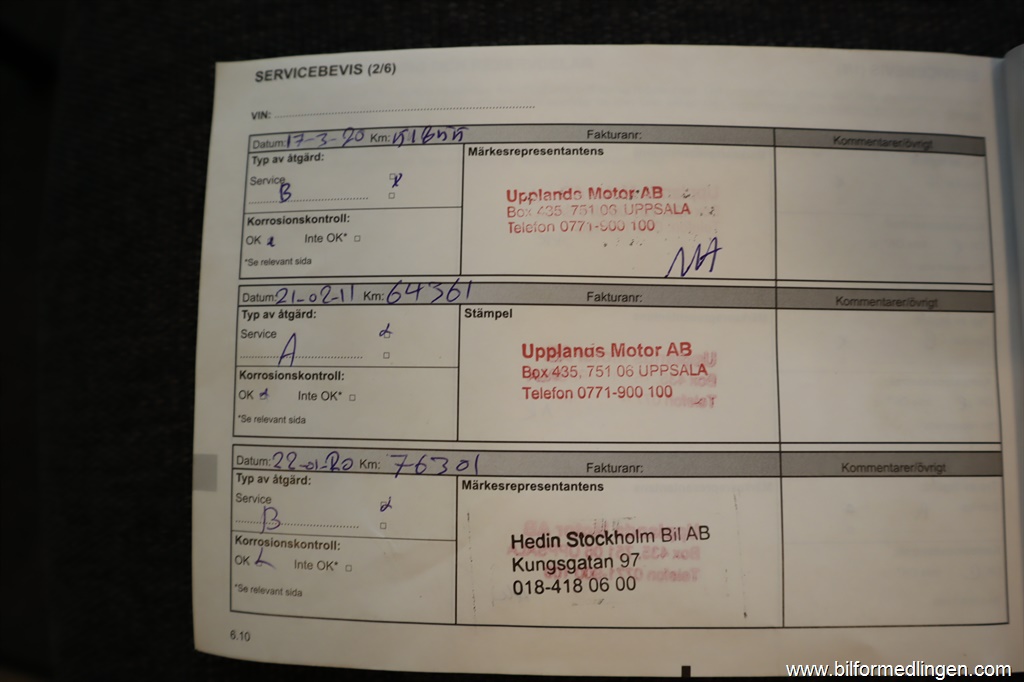 SERVICEBEVIS (2/6)
VIN:
Datum: 17-3-20 Km: Fakturanr: Kommentarer/övrigt
Typ av åtgärd: Märkesrepresentantens
Service
B
Upplands Motor AB
Box 435, 751 06 UPPSALA
Telefon 0771-900 100
Korrosionskontroll:
OK Inte OK*
*Se relevant sida
Datum: 21-02-11 Km: 64361 Fakturanr: Kommentarer/övrigt
Typ av åtgärd: Stämpel
Service
A
Upplands Motor AB
Box 435, 751 06 UPPSALA
Telefon 0771-900 100
Korrosionskontroll:
OK Inte OK*
*Se relevant sida
Datum: 22-01-20 Km: 76301 Fakturanr: Kommentarer/övrigt
Typ av åtgärd: Märkesrepresentantens
Service
B
Hedin Stockholm Bil AB
Kungsgatan 97
018-418 06 00
Korrosionskontroll:
OK Inte OK*
*Se relevant sida
6.10
www.bilformedlingen.com